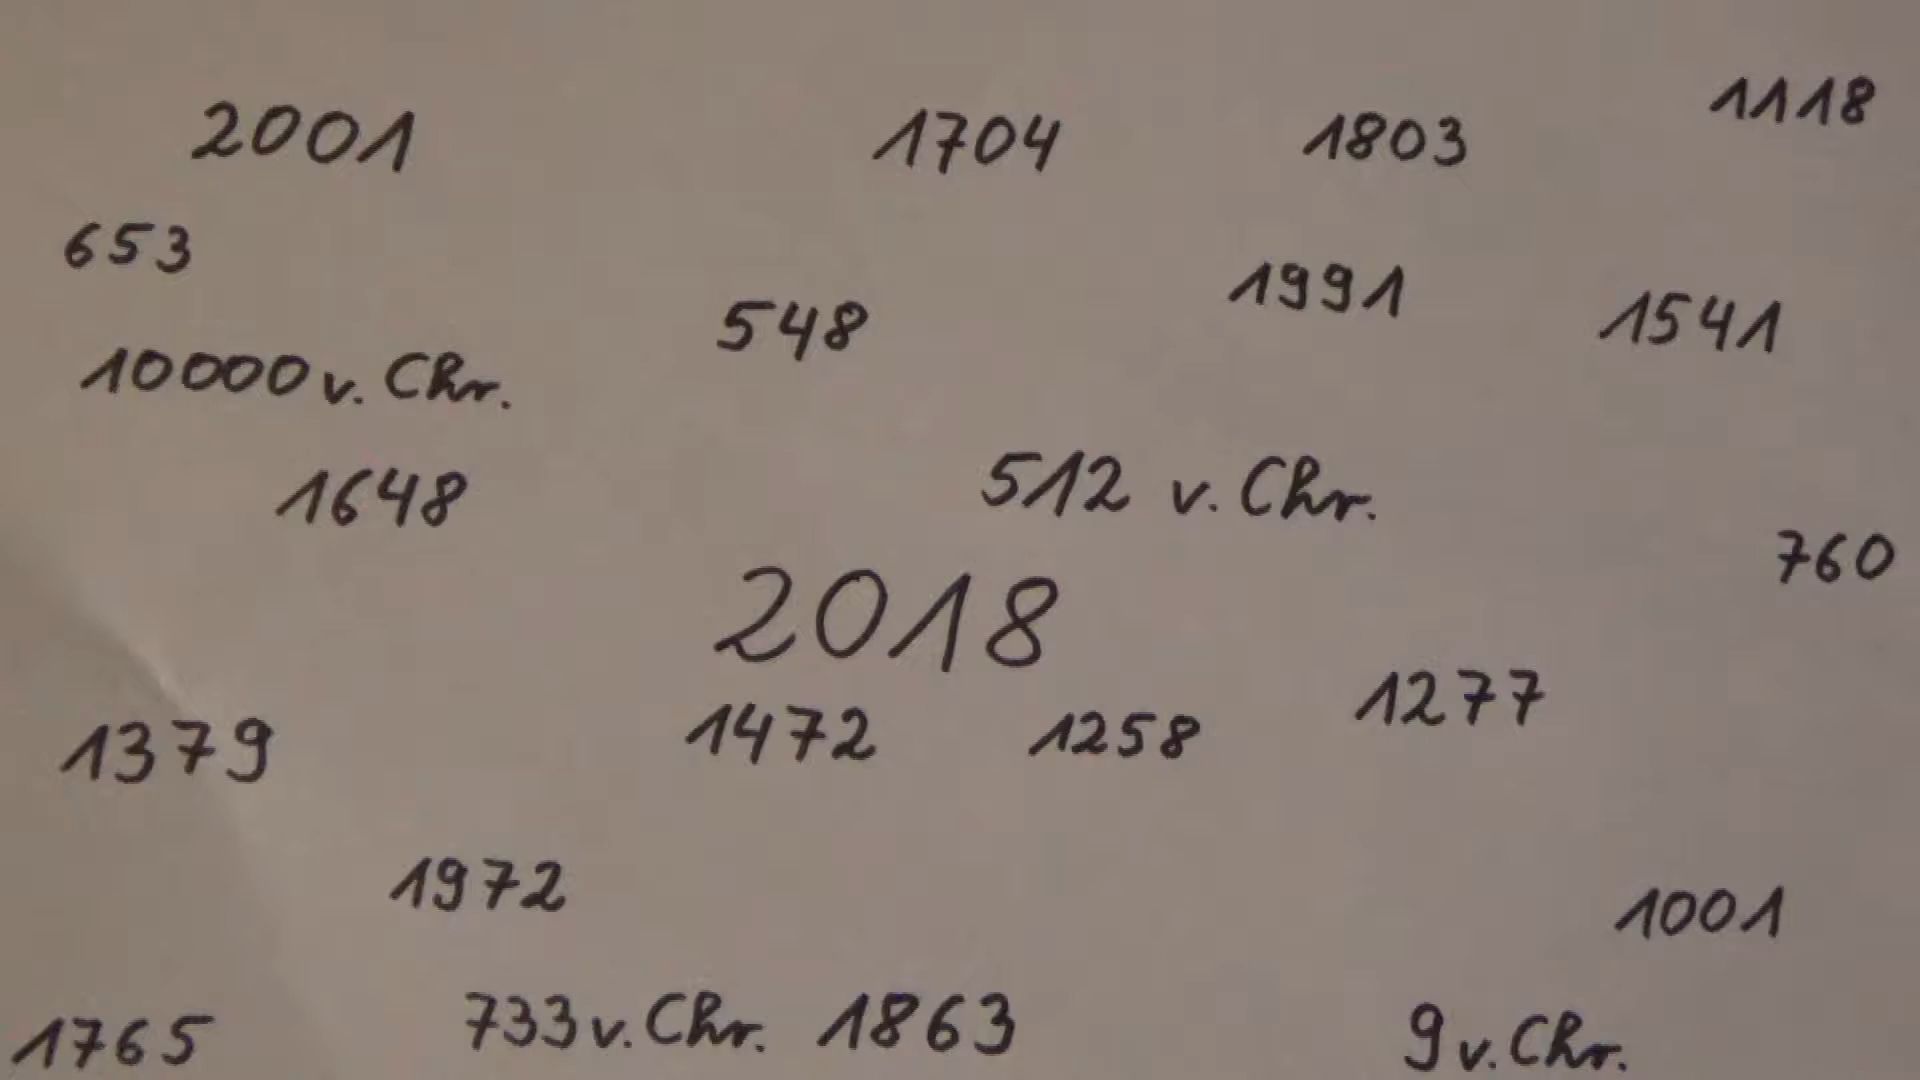 2001 1704 1803 1118
653
548 1991 1541
10000 v. Chr.
1648 512 v. Chr.
760
2018
1379 1472 1258 1277
1972 1001
1765 733 v. Chr. 1863 9 v. Chr.